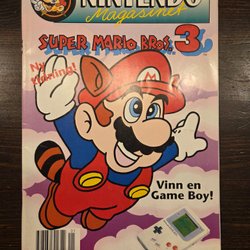 NINTENDO
Magasinet
SUPER MARIO BROS. 3
Ny tidning!
Vinn en
Game Boy!